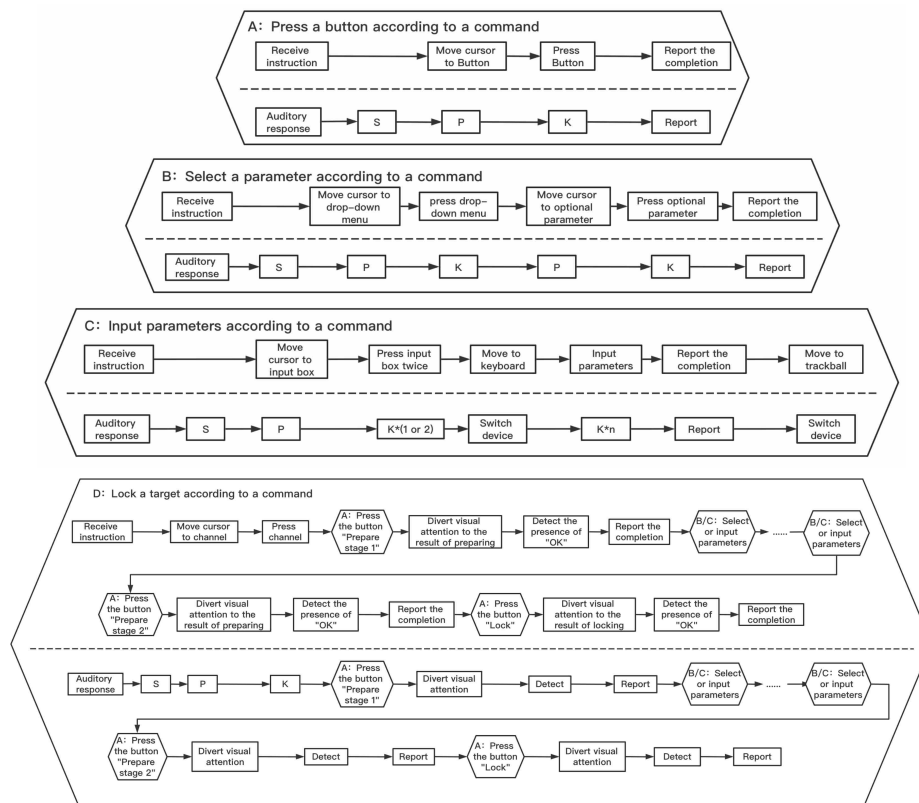 A: Press a button according to a command
Receive
instruction
Move cursor
to Button
Press
Button
Report the
completion
Auditory
response
S
P
K
Report
B: Select a parameter according to a command
Receive
instruction
Move cursor to
drop-down
menu
press drop-
down menu
Move cursor
to optional
parameter
Press optional
parameter
Report the
completion
Auditory
response
S
P
K
P
K
Report
C: Input parameters according to a command
Receive
instruction
Move
cursor to
input box
Press input
box twice
Move to
keyboard
Input
parameters
Report the
completion
Move to
trackball
Auditory
response
S
P
K*(1 or 2)
Switch
device
K*n
Report
Switch
device
D: Lock a target according to a command
Receive
instruction
Move cursor
to channel
Press
channel
A: Press
the button
"Prepare
stage 1"
Divert visual
attention to the
result of preparing
Detect the
presence of
"OK"
Report the
completion
B/C: Select
or input
parameters
......
B/C: Select
or input
parameters
A: Press
the button
"Prepare
stage 2"
Divert visual
attention to the
result of preparing
Detect the
presence of
"OK"
Report the
completion
A: Press
the button
"Lock"
Divert visual
attention to the
result of locking
Detect the
presence of
"OK"
Report the
completion
Auditory
response
S
P
K
A: Press
the button
"Prepare
stage 1"
Divert visual
attention
Detect
Report
B/C: Select
or input
parameters
......
B/C: Select
or input
parameters
A: Press
the button
"Prepare
stage 2"
Divert visual
attention
Detect
Report
A: Press
the button
"Lock"
Divert visual
attention
Detect
Report